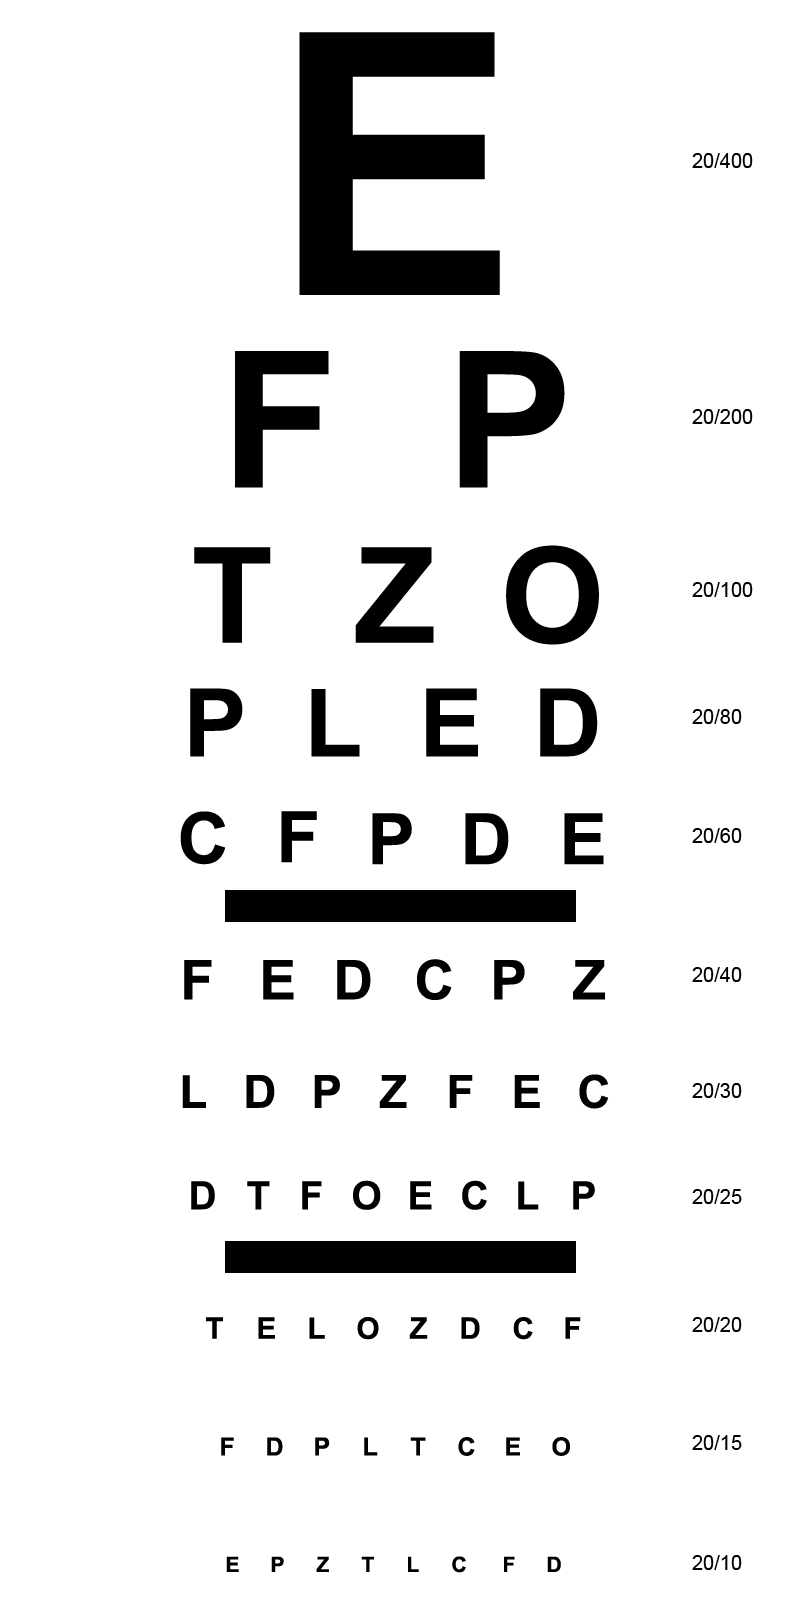 E 20/400
F P 20/200
T Z O 20/100
P L E D 20/80
C F P D E 20/60
F E D C P Z 20/40
L D P Z F E C 20/30
D T F O E C L P 20/25
T E L O Z D C F 20/20
F D P L T C E O 20/15
E P Z T L C F D 20/10